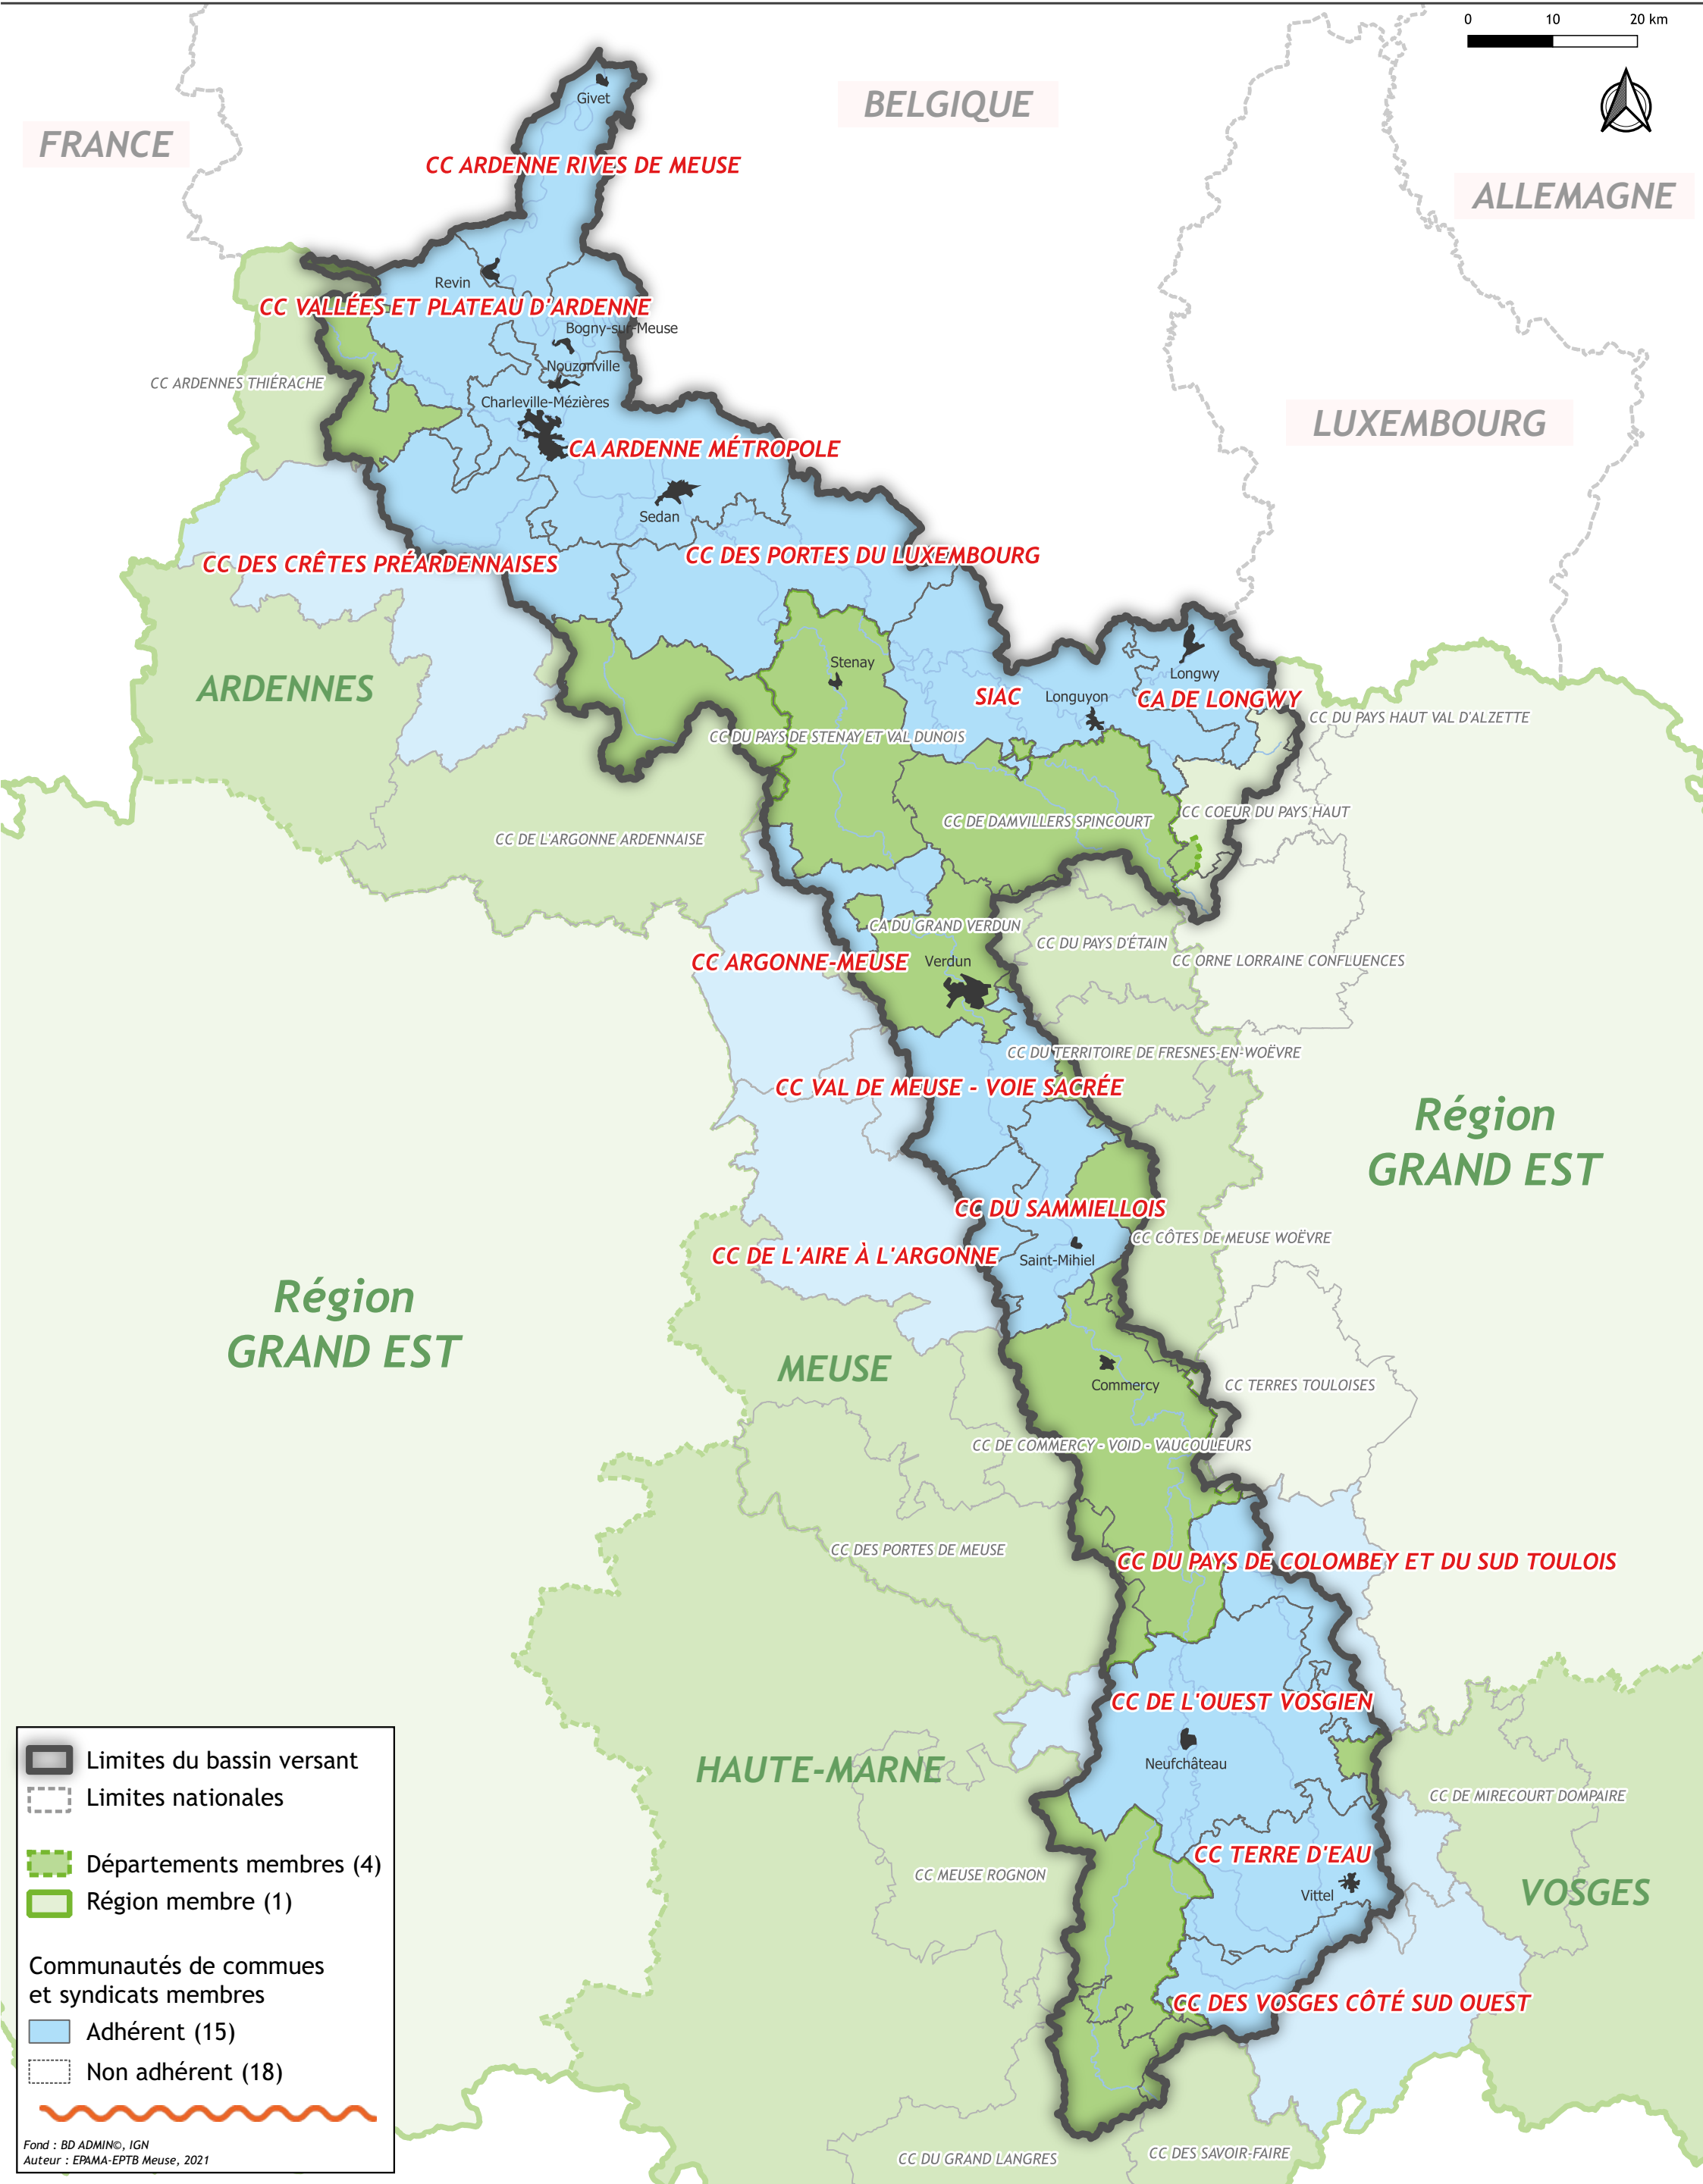 0 10 20 km
BELGIQUE
FRANCE
ALLEMAGNE
LUXEMBOURG
Givet
CC ARDENNE RIVES DE MEUSE
Revin
CC VALLÉES ET PLATEAU D'ARDENNE
Bogny-sur-Meuse
Nouzonville
CC ARDENNES THIÉRACHE
Charleville-Mézières
CA ARDENNE MÉTROPOLE
Sedan
CC DES PORTES DU LUXEMBOURG
CC DES CRÊTES PRÉARDENNAISES
ARDENNES
Stenay
Longwy
SIAC
Longuyon
CA DE LONGWY
CC DU PAYS HAUT VAL D'ALZETTE
CC DU PAYS DE STENAY ET VAL DUNOIS
CC COEUR DU PAYS HAUT
CC DE DAMVILLERS SPINCOURT
CC DE L'ARGONNE ARDENNAISE
CA DU GRAND VERDUN
CC DU PAYS D'ÉTAIN
CC ORNE LORRAINE CONFLUENCES
CC ARGONNE-MEUSE
Verdun
CC DU TERRITOIRE DE FRESNES-EN-WOËVRE
CC VAL DE MEUSE - VOIE SACRÉE
Région
GRAND EST
CC DU SAMMIELLOIS
CC CÔTES DE MEUSE WOËVRE
CC DE L'AIRE À L'ARGONNE
Saint-Mihiel
Région
GRAND EST
MEUSE
Commercy
CC TERRES TOULOISES
CC DE COMMERCY - VOID - VAUCOULEURS
CC DES PORTES DE MEUSE
CC DU PAYS DE COLOMBEY ET DU SUD TOULOIS
CC DE L'OUEST VOSGIEN
Neufchâteau
HAUTE-MARNE
CC DE MIRECOURT DOMPAIRE
CC TERRE D'EAU
CC MEUSE ROGNON
Vittel
VOSGES
CC DES VOSGES CÔTÉ SUD OUEST
CC DU GRAND LANGRES
CC DES SAVOIR-FAIRE
Limites du bassin versant
Limites nationales
Départements membres (4)
Région membre (1)
Communautés de communes
et syndicats membres
Adhérent (15)
Non adhérent (18)
Fond : BD ADMIN©, IGN
Auteur : EPAMA-EPTB Meuse, 2021